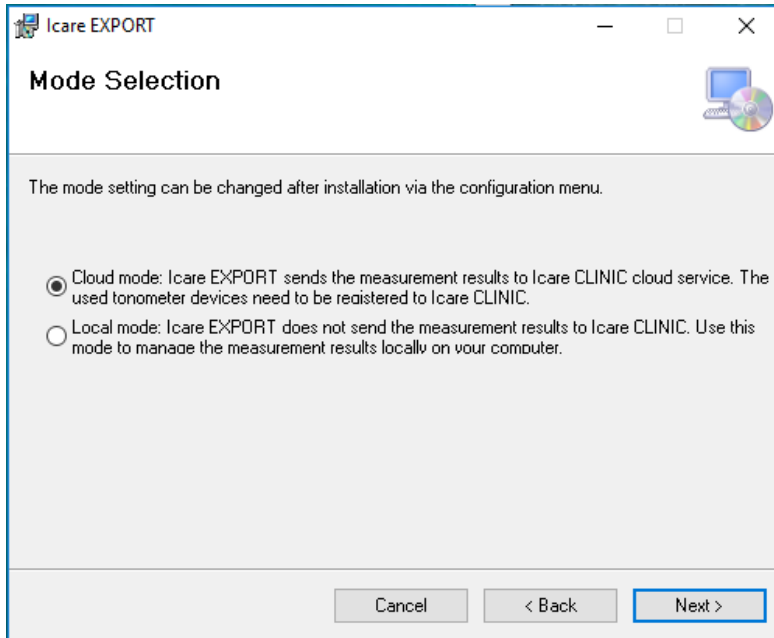 Icare EXPORT
Mode Selection
The mode setting can be changed after installation via the configuration menu.
Cloud mode: Icare EXPORT sends the measurement results to Icare CLINIC cloud service. The
used tonometer devices need to be registered to Icare CLINIC.
Local mode: Icare EXPORT does not send the measurement results to Icare CLINIC. Use this
mode to manage the measurement results locally on your computer.
Cancel
< Back
Next >